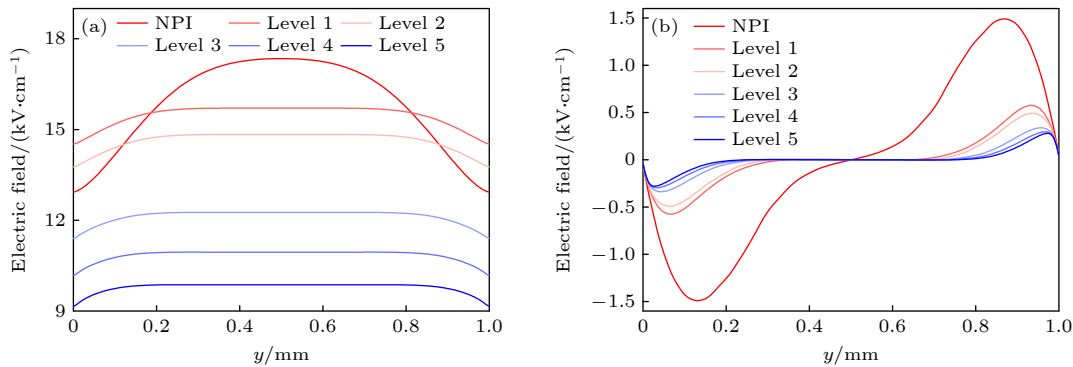 (a) NPI Level 1 Level 2
Level 3 Level 4 Level 5
18
15
12
9
Electric field/(kV·cm−1)
0 0.2 0.4 0.6 0.8 1.0
y/mm
(b) NPI
Level 1
Level 2
Level 3
Level 4
Level 5
1.5
1.0
0.5
0
−0.5
−1.0
−1.5
Electric field/(kV·cm−1)
0 0.2 0.4 0.6 0.8 1.0
y/mm